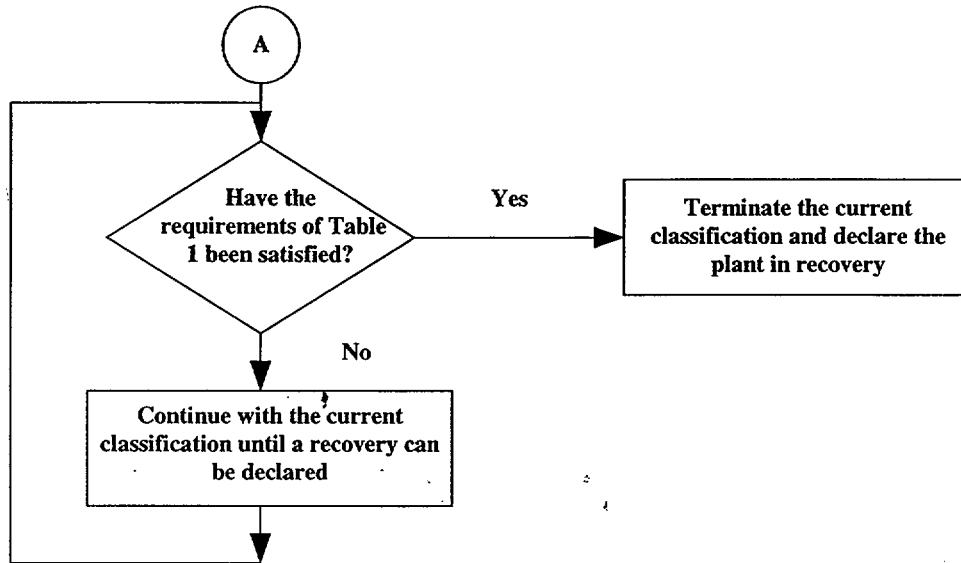 A
Have the
requirements of Table
1 been satisfied?
Yes
Terminate the current
classification and declare the
plant in recovery
No
Continue with the current
classification until a recovery can
be declared